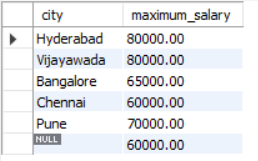 city maximum_salary
Hyderabad 80000.00
Vijayawada 80000.00
Bangalore 65000.00
Chennai 60000.00
Pune 70000.00
NULL 60000.00